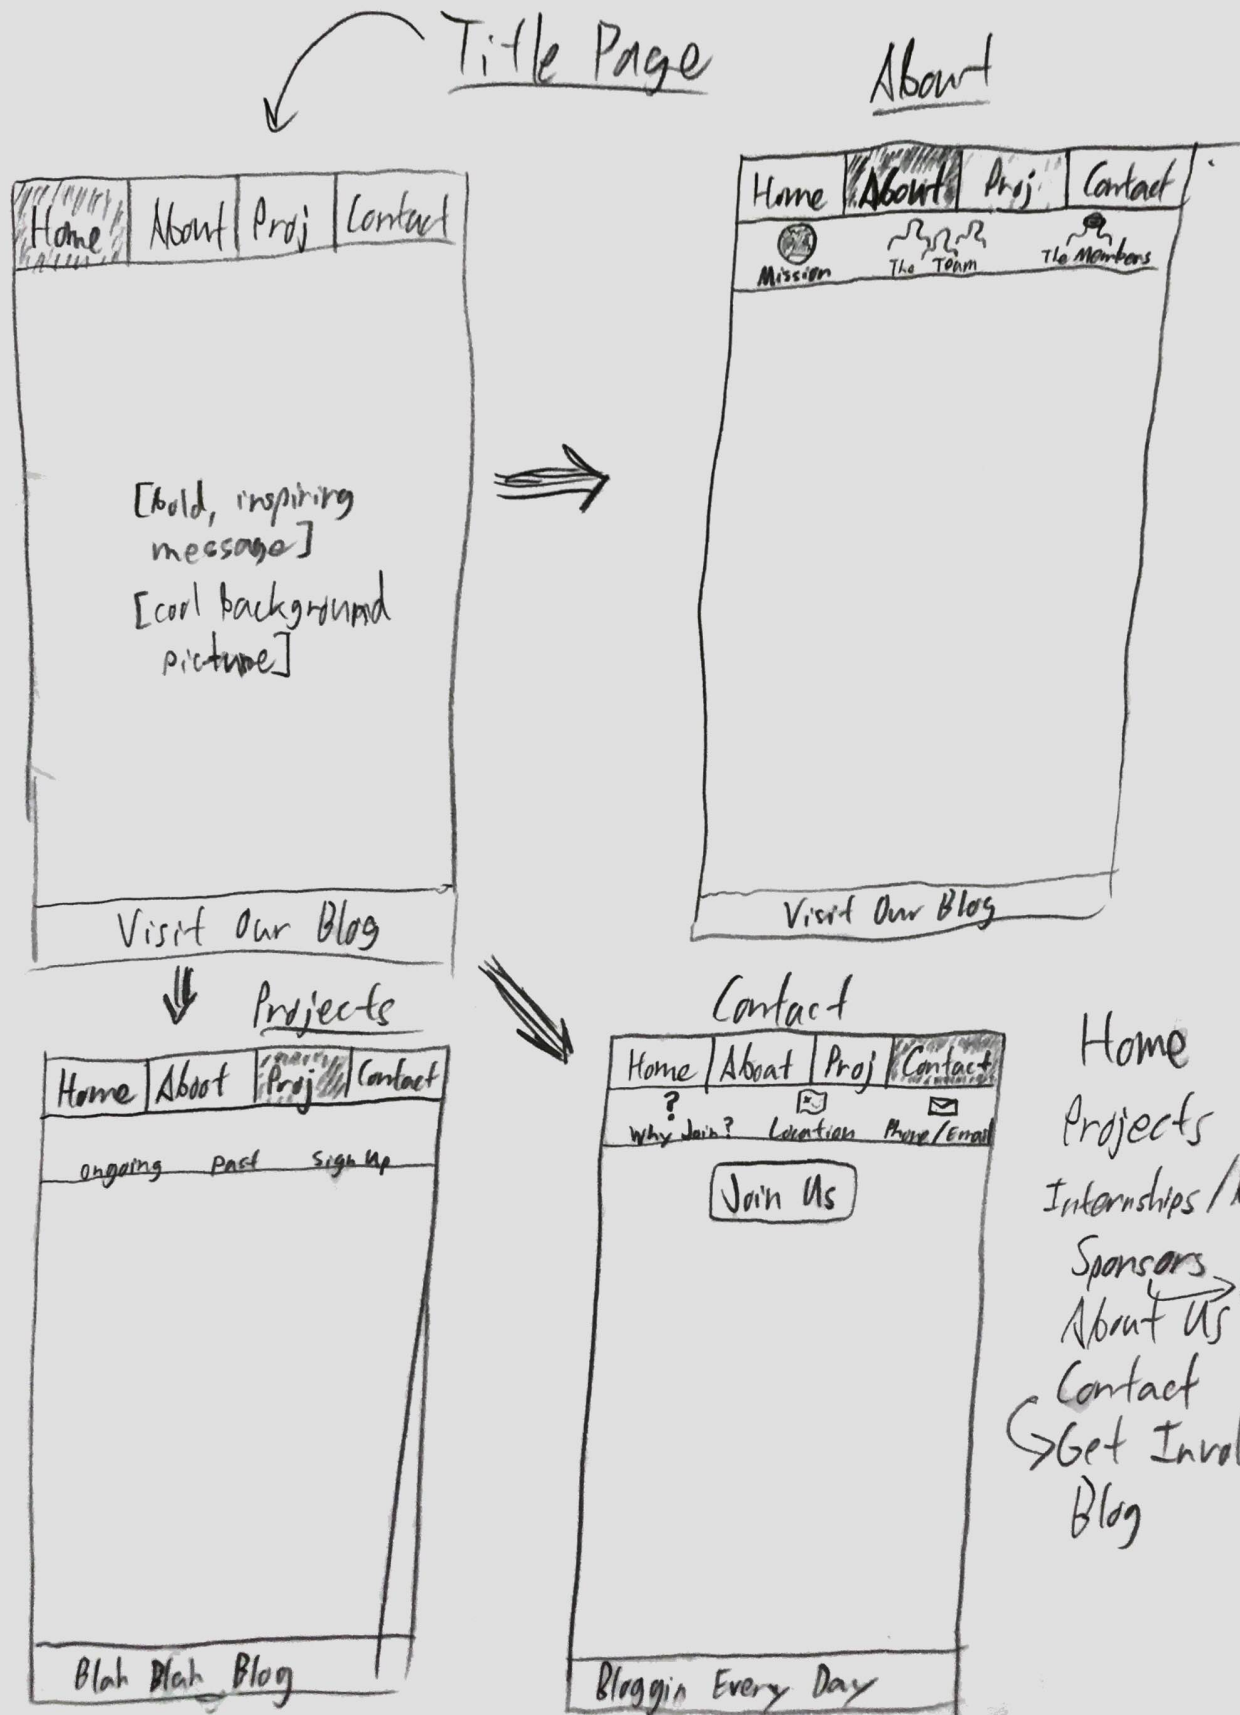 Title Page
Home About Proj Contact
[bold, inspiring
message]
[cool background
picture]
Visit Our Blog
About
Home About Proj Contact
Mission The Team The Members
Visit Our Blog
Projects
Home About Proj Contact
ongoing past sign up
Blah Blah Blog
Contact
Home About Proj Contact
?
Why Join? Location Phone/Email
Join Us
Bloggin Every Day
Home
Projects
Internships /
Sponsors
About Us
Contact
Get
Blog